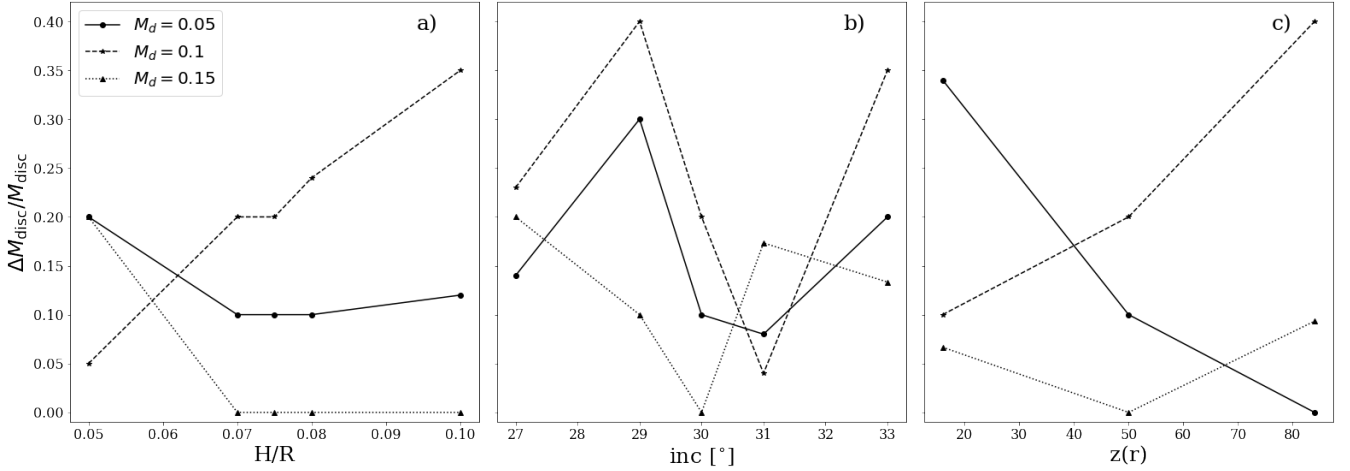 a)
b)
c)
M_d = 0.05
M_d = 0.1
M_d = 0.15
ΔM_disc/M_disc
0.40
0.35
0.30
0.25
0.20
0.15
0.10
0.05
0.00
0.05 0.06 0.07 0.08 0.09 0.10
H/R
27 28 29 30 31 32 33
inc [°]
20 30 40 50 60 70 80
z(r)